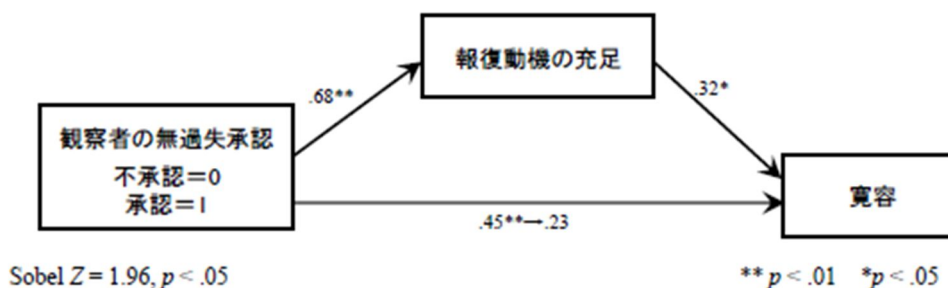 報復動機の充足
.68**
.32*
観察者の無過失承認
不承認＝0
承認＝1
寛容
.45**→.23
Sobel Z = 1.96, p < .05
** p < .01 *p < .05